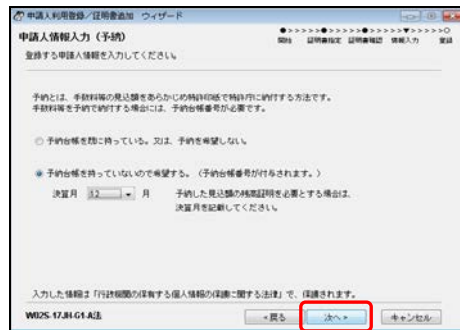 申請人利用登録／証明書追加 ウィザード
申請人情報入力（予納）
●>>>>>●>>>>>●>>>>>▼>>>>>○
開始 証明書指定 証明書確認 情報入力 登録
登録する申請人情報を入力してください。
予納とは、手数料等の見込額をあらかじめ特許印紙で特許庁に納付する方法です。
手数料等を予納で納付する場合には、予納台帳番号が必要です。
予納台帳を既に持っている。又は、予納を希望しない。
予納台帳を持っていないので希望する。（予納台帳番号が付与されます。）
決算月 12 月 予納した見込額の残高証明を必要とする場合は、
決算月を記載してください。
入力した情報は「行政機関の保有する個人情報の保護に関する法律」で、保護されます。
W02S-17.JH-G1-A法
<戻る 次へ> キャンセル